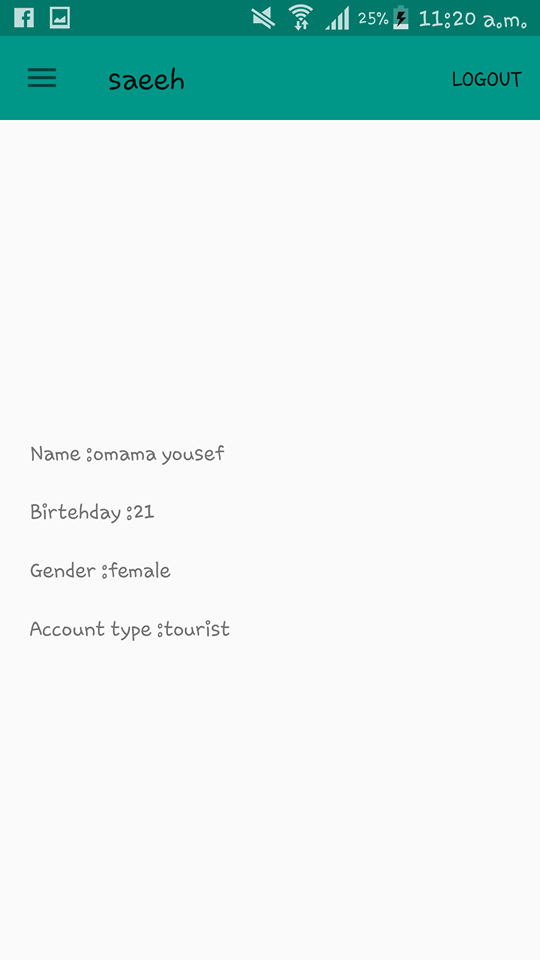 25% 11:20 a.m.
saeeh LOGOUT
Name :omama yousef
Birtehday :21
Gender :female
Account type :tourist